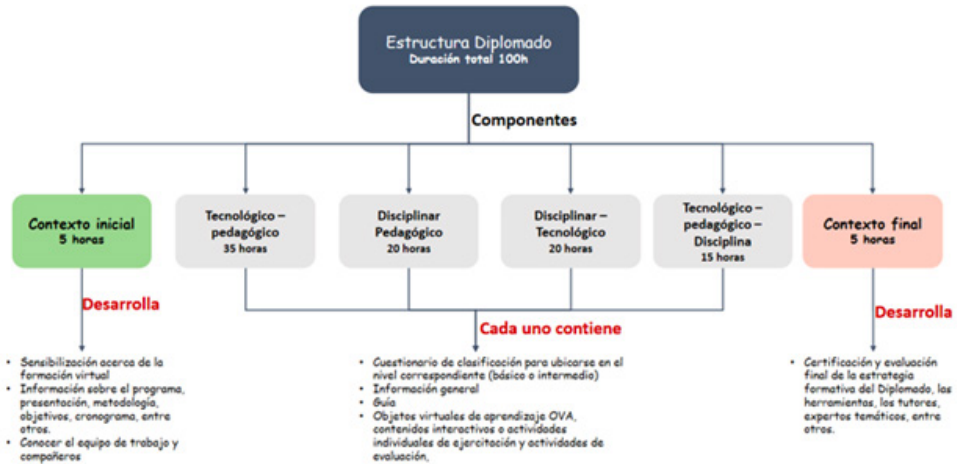 Estructura Diplomado
Duración total 100h
Componentes
Contexto inicial
5 horas
Tecnológico –
pedagógico
35 horas
Disciplinar
Pedagógico
20 horas
Disciplinar –
Tecnológico
20 horas
Tecnológico –
pedagógico –
Disciplina
15 horas
Contexto final
5 horas
Desarrolla
Cada uno contiene
Desarrolla
• Sensibilización acerca de la
formación virtual
• Información sobre el programa,
presentación, metodología,
objetivos, cronograma, entre
otros.
• Conocer el equipo de trabajo y
compañeros
• Cuestionario de clasificación para ubicarse en el
nivel correspondiente (básico o intermedio)
• Información general
• Guía
• Objetos virtuales de aprendizaje OVA,
contenidos interactivos o actividades
individuales de ejercitación y actividades de
evaluación,
• Certificación y evaluación
final de la estrategia
formativa del Diplomado, las
herramientas, los tutores,
expertos temáticos, entre
otros.